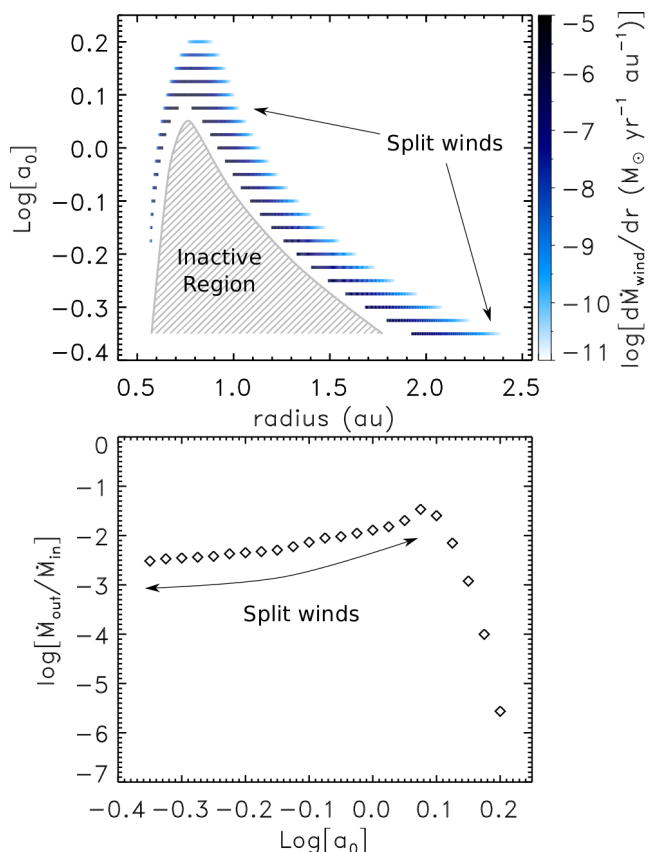 0.2
0.1
0.0
−0.1
−0.2
−0.3
−0.4
Log[a₀]
Split winds
Inactive
Region
0.5 1.0 1.5 2.0 2.5
radius (au)
−5
−6
−7
−8
−9
−10
−11
log[dṀwind/dr (M☉ yr⁻¹ au⁻¹)]
0
−1
−2
−3
−4
−5
−6
−7
log[Ṁout/Ṁin]
Split winds
−0.4 −0.3 −0.2 −0.1 0.0 0.1 0.2
Log[a₀]